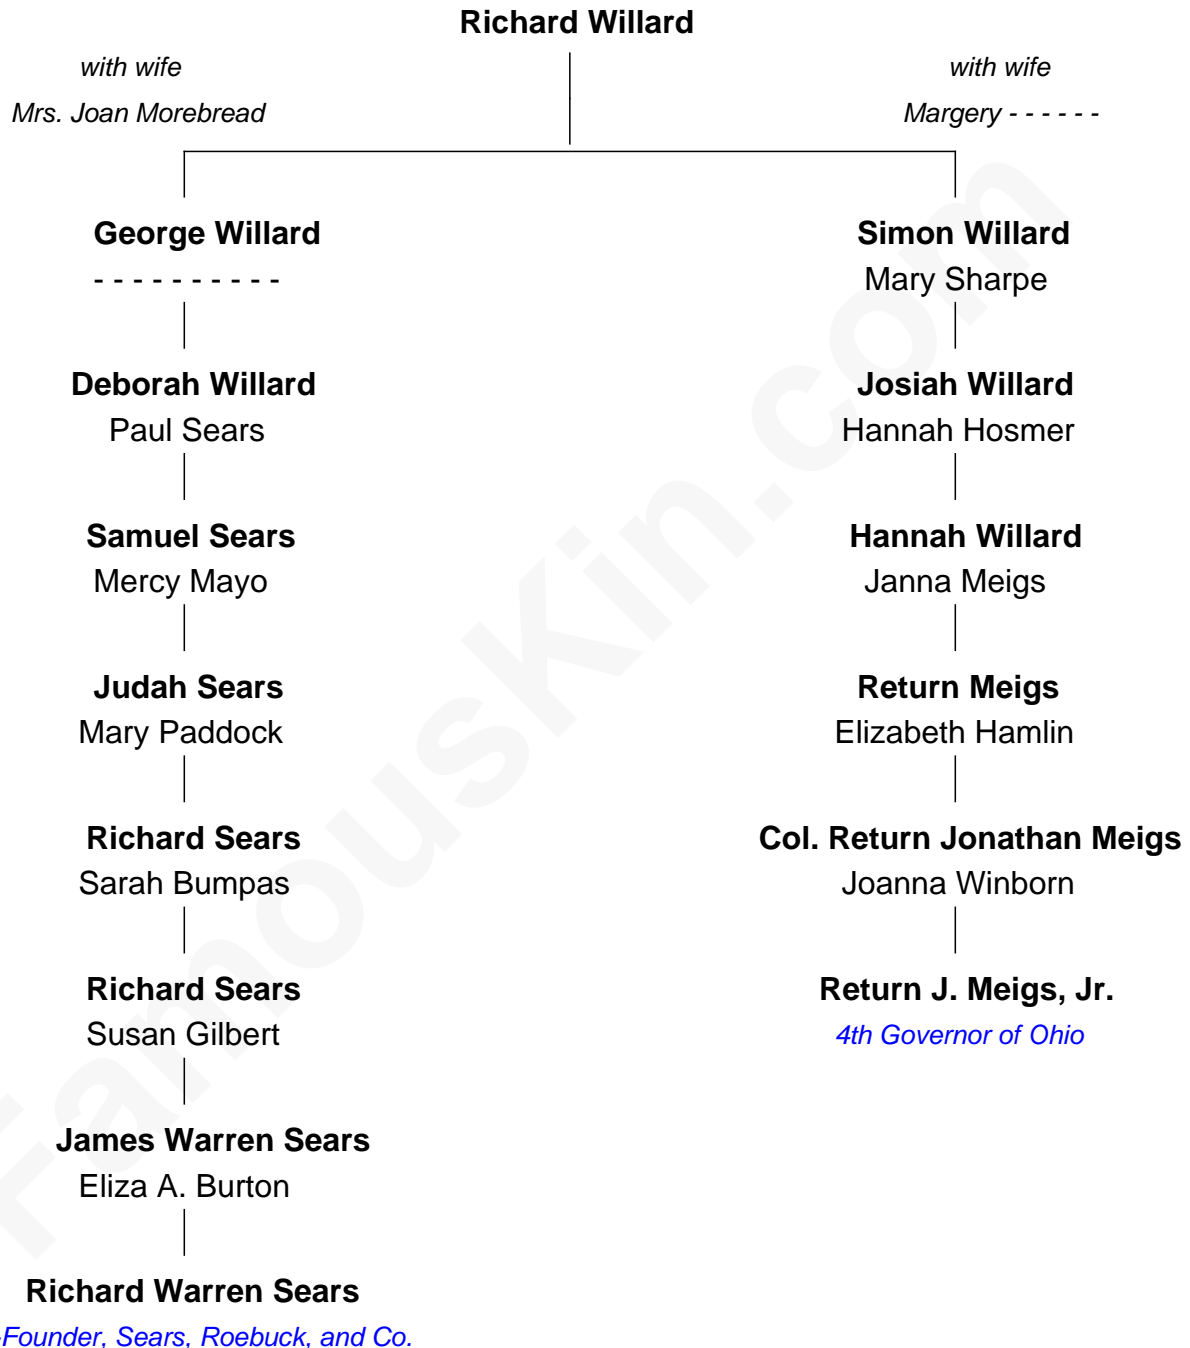 Richard Willard
with wife
with wife
Mrs. Joan Morebread
Margery - - - - - -
George Willard
Simon Willard
- - - - - - - - - -
Mary Sharpe
Deborah Willard
Josiah Willard
Paul Sears
Hannah Hosmer
Samuel Sears
Hannah Willard
Mercy Mayo
Janna Meigs
Judah Sears
Return Meigs
Mary Paddock
Elizabeth Hamlin
Richard Sears
Col. Return Jonathan Meigs
Sarah Bumpas
Joanna Winborn
Richard Sears
Return J. Meigs, Jr.
Susan Gilbert
4th Governor of Ohio
James Warren Sears
Eliza A. Burton
Richard Warren Sears
-Founder, Sears, Roebuck, and Co.
FamousKin.com